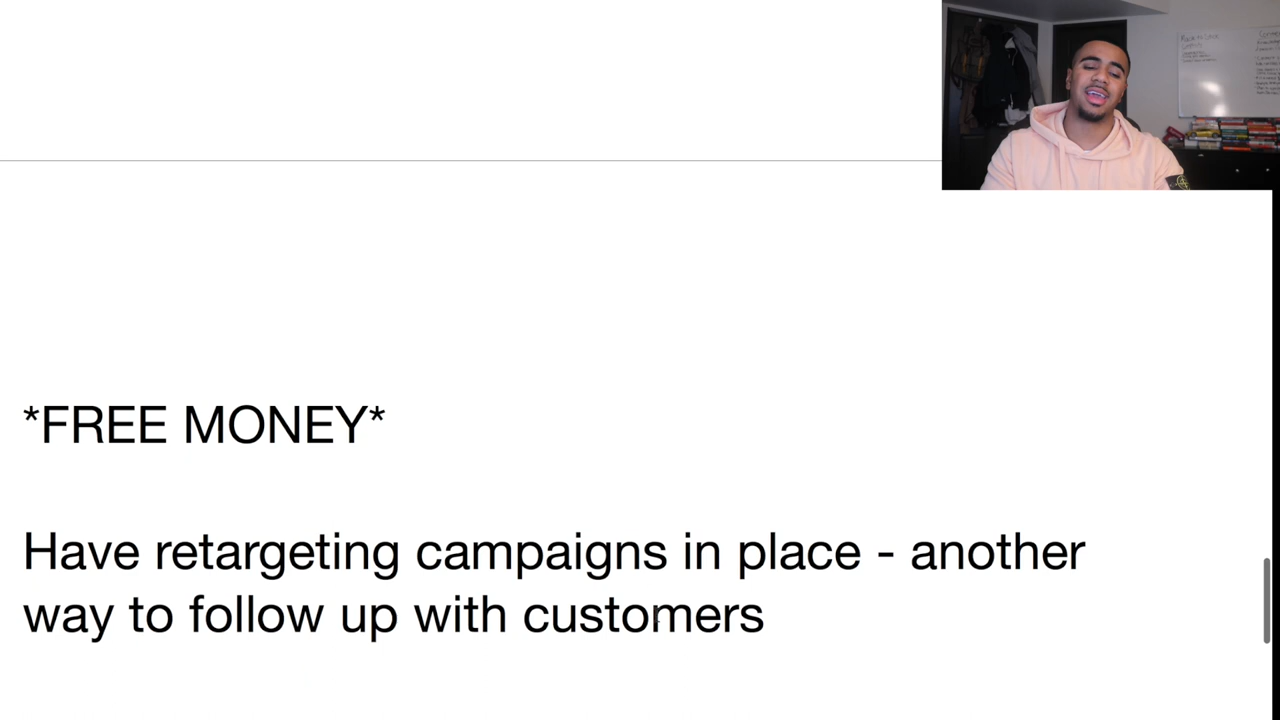 *FREE MONEY*
Have retargeting campaigns in place - another
way to follow up with customers